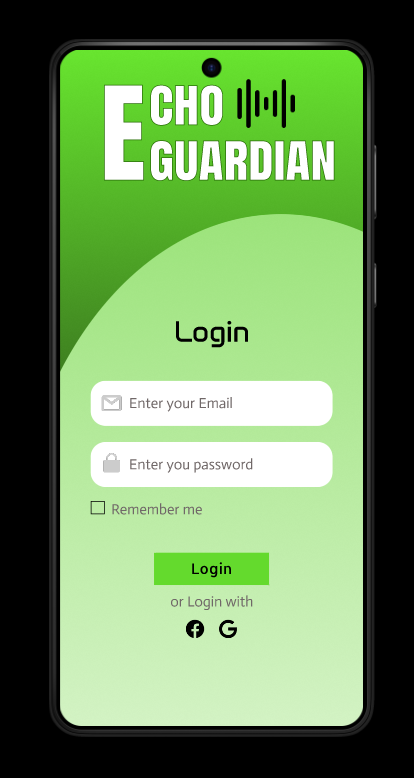 ECHO
GUARDIAN
Login
Enter your Email
Enter you password
Remember me
Login
or Login with